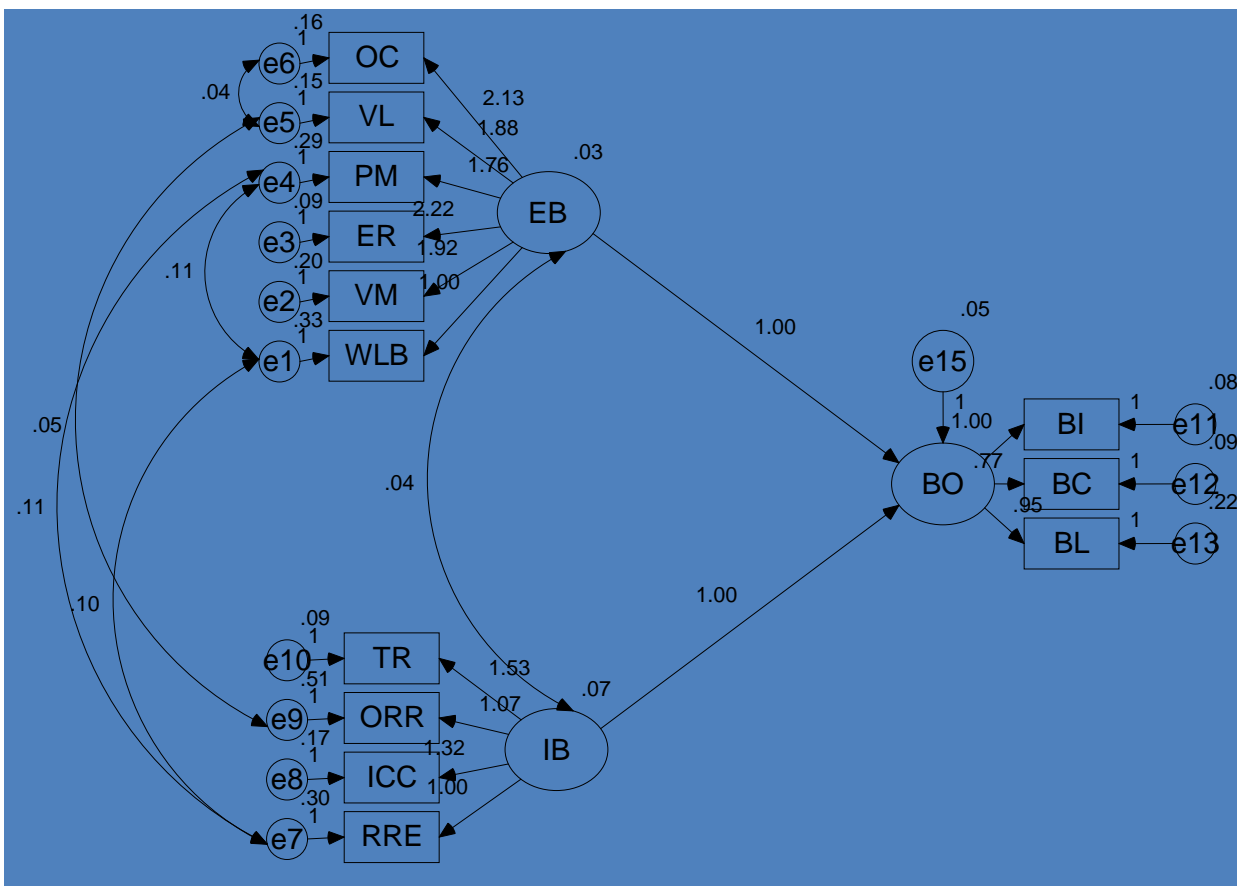 .16
1
e6
OC
.04
.15
1
e5
VL
.29
1
e4
PM
.09
1
e3
ER
.20
1
e2
VM
.33
1
e1
WLB
.11
2.13
1.88
1.76
2.22
1.92
1.00
.03
EB
1.00
.05
e15
1
1.00
.77
.95
BO
BI
1
.08
e11
BC
1
.09
e12
BL
1
.22
e13
.05
.11
.10
.04
1.00
.09
1
e10
TR
.51
1
e9
ORR
.17
1
e8
ICC
.30
1
e7
RRE
1.53
1.07
1.32
1.00
.07
IB